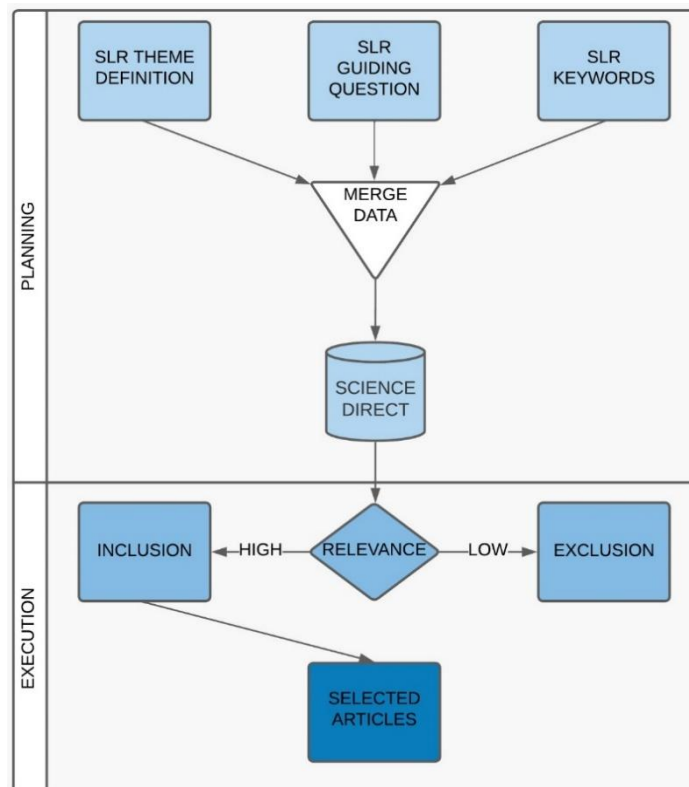 SLR THEME
DEFINITION
SLR
GUIDING
QUESTION
SLR
KEYWORDS
MERGE
DATA
PLANNING
SCIENCE
DIRECT
INCLUSION
HIGH
RELEVANCE
LOW
EXCLUSION
EXECUTION
SELECTED
ARTICLES